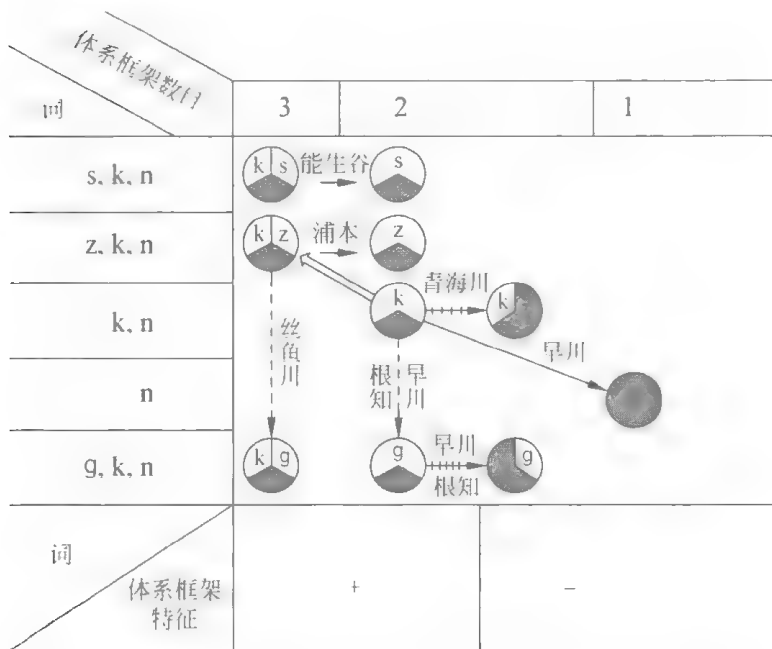 体系框架数目
词
3 2 1
s, k, n
k s 能生谷 s
z, k, n
k z 浦本 z
k, n
k 青海川 k
丝鱼川
早川
n
根知 早川
g, k, n
k g g 早川 g
根知
词
体系框架
特征
+ -